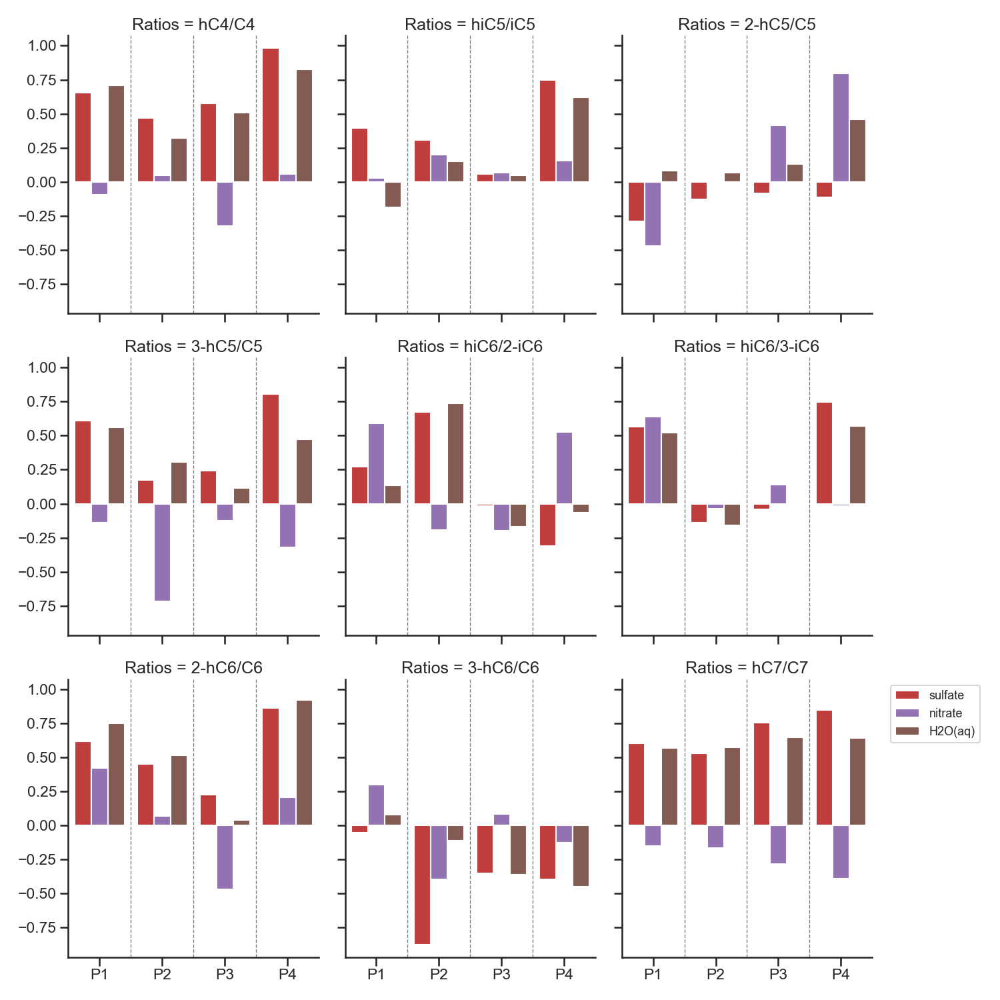 Ratios = hC4/C4
Ratios = hiC5/iC5
Ratios = 2-hC5/C5
1.00
0.75
0.50
0.25
0.00
−0.25
−0.50
−0.75
Ratios = 3-hC5/C5
Ratios = hiC6/2-iC6
Ratios = hiC6/3-iC6
1.00
0.75
0.50
0.25
0.00
−0.25
−0.50
−0.75
Ratios = 2-hC6/C6
Ratios = 3-hC6/C6
Ratios = hC7/C7
1.00
0.75
0.50
0.25
0.00
−0.25
−0.50
−0.75
P1 P2 P3 P4
P1 P2 P3 P4
P1 P2 P3 P4
sulfate
nitrate
H2O(aq)